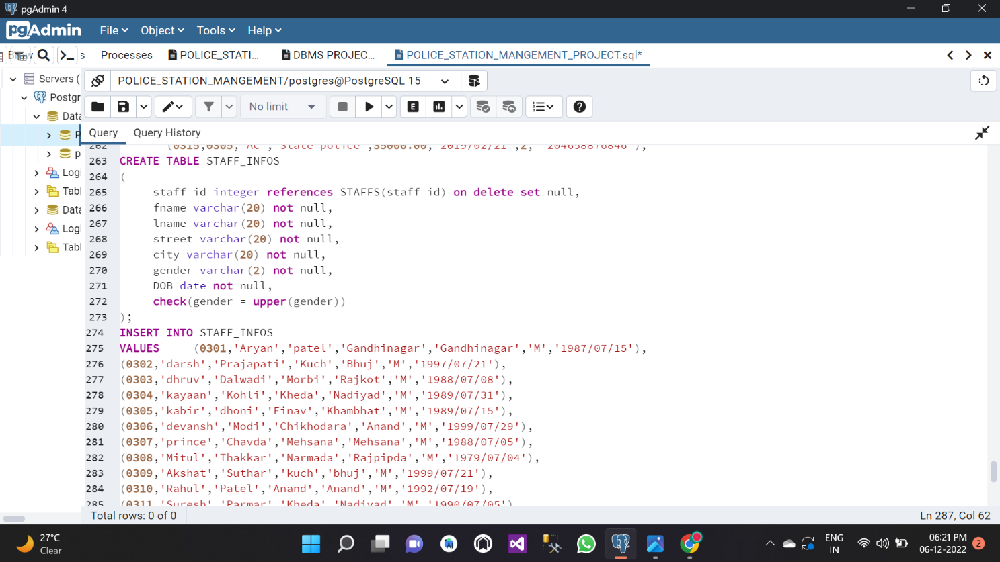 pgAdmin 4
pgAdmin File Object Tools Help
Processes POLICE_STATI... DBMS PROJEC... POLICE_STATION_MANGEMENT_PROJECT.sql*
Servers (
Postgr
Data
Log
Tabl
Data
Log
Tabl
POLICE_STATION_MANGEMENT/postgres@PostgreSQL 15
No limit
E
Query Query History
262 (0315,0305,'AC','State police',35000.00,'2019/02/21',2,'204658876846'),
263 CREATE TABLE STAFF_INFOS
264 (
265 staff_id integer references STAFFS(staff_id) on delete set null,
266 fname varchar(20) not null,
267 lname varchar(20) not null,
268 street varchar(20) not null,
269 city varchar(20) not null,
270 gender varchar(2) not null,
271 DOB date not null,
272 check(gender = upper(gender))
273 );
274 INSERT INTO STAFF_INFOS
275 VALUES (0301,'Aryan','patel','Gandhinagar','Gandhinagar','M','1987/07/15'),
276 (0302,'darsh','Prajapati','Kuch','Bhuj','M','1997/07/21'),
277 (0303,'dhruv','Dalwadi','Morbi','Rajkot','M','1988/07/08'),
278 (0304,'kayaan','Kohli','Kheda','Nadiyad','M','1989/07/31'),
279 (0305,'kabir','dhoni','Finav','Khambhat','M','1989/07/15'),
280 (0306,'devansh','Modi','Chikhodara','Anand','M','1999/07/29'),
281 (0307,'prince','Chavda','Mehsana','Mehsana','M','1988/07/05'),
282 (0308,'Mitul','Thakkar','Narmada','Rajpipda','M','1979/07/04'),
283 (0309,'Akshat','Suthar','kuch','bhuj','M','1999/07/21'),
284 (0310,'Rahul','Patel','Anand','Anand','M','1992/07/19'),
285 (0311,'Suresh','Parmar','Kheda','Nadiyad','M','1990/07/05'),
Total rows: 0 of 0
Ln 287, Col 62
27°C
Clear
ENG
IN
06:21 PM
06-12-2022
2